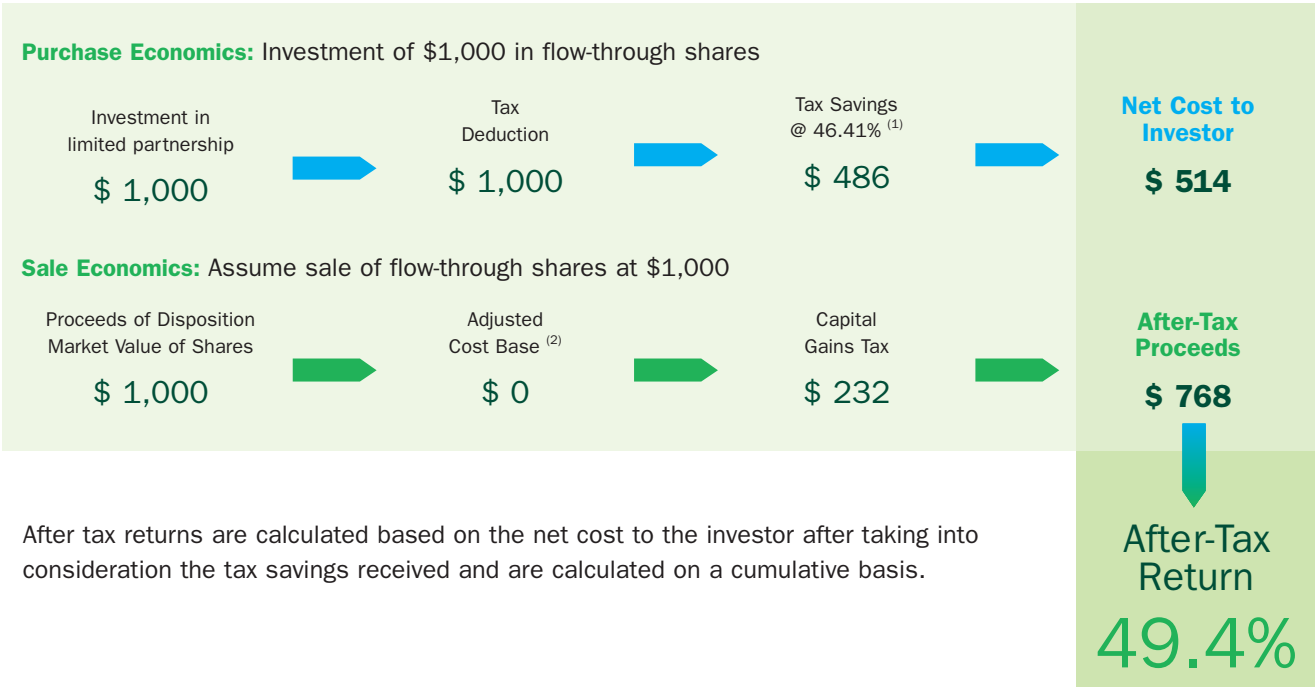 Purchase Economics: Investment of $1,000 in flow-through shares
Investment in
limited partnership
$ 1,000
Tax
Deduction
$ 1,000
Tax Savings
@ 46.41% (1)
$ 486
Net Cost to
Investor
$ 514
Sale Economics: Assume sale of flow-through shares at $1,000
Proceeds of Disposition
Market Value of Shares
$ 1,000
Adjusted
Cost Base (2)
$ 0
Capital
Gains Tax
$ 232
After-Tax
Proceeds
$ 768
After tax returns are calculated based on the net cost to the investor after taking into
consideration the tax savings received and are calculated on a cumulative basis.
After-Tax
Return
49.4%